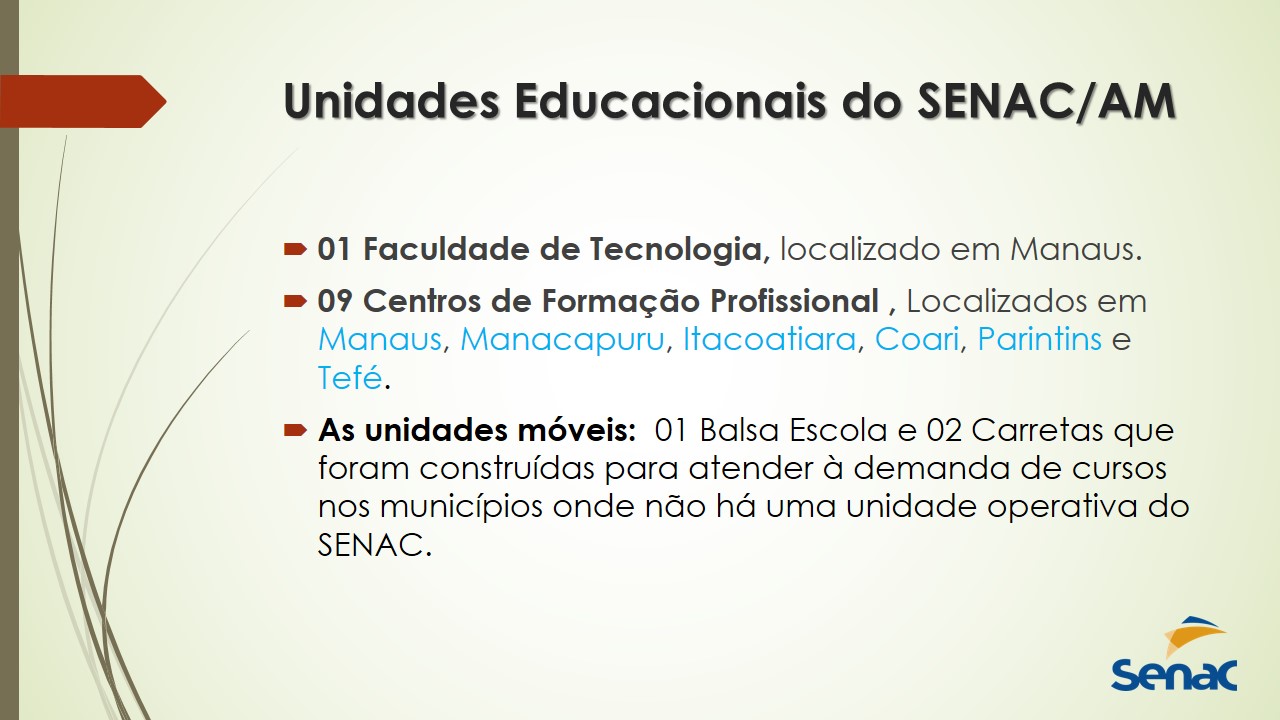 Unidades Educacionais do SENAC/AM
01 Faculdade de Tecnologia, localizado em Manaus.
09 Centros de Formação Profissional , Localizados em
Manaus, Manacapuru, Itacoatiara, Coari, Parintins e
Tefé.
As unidades móveis:  01 Balsa Escola e 02 Carretas que
foram construídas para atender à demanda de cursos
nos municípios onde não há uma unidade operativa do
SENAC.
Senac